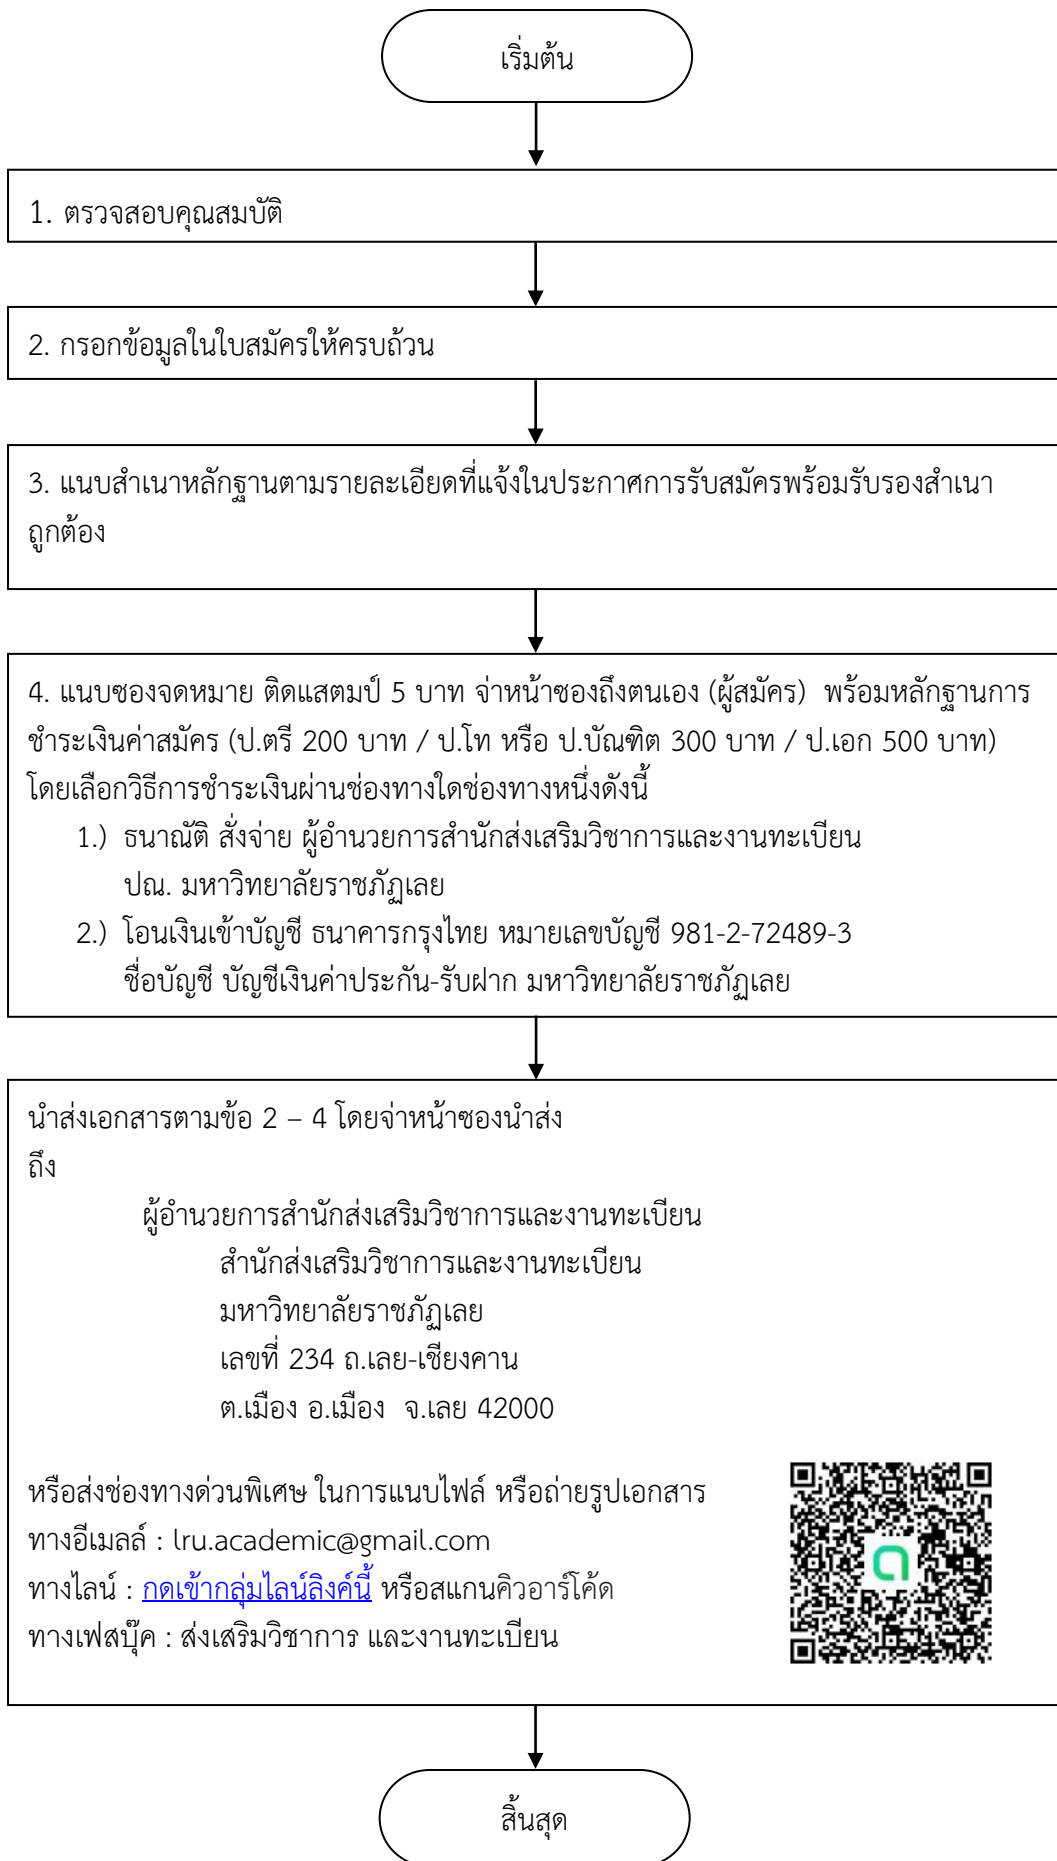 เริ่มต้น
1. ตรวจสอบคุณสมบัติ
2. กรอกข้อมูลในใบสมัครให้ครบถ้วน
3. แนบสำเนาหลักฐานตามรายละเอียดที่แจ้งในประกาศการรับสมัครพร้อมรับรองสำเนา
ถูกต้อง
4. แนบซองจดหมาย ติดแสตมป์ 5 บาท จ่าหน้าซองถึงตนเอง (ผู้สมัคร) พร้อมหลักฐานการ
ชำระเงินค่าสมัคร (ป.ตรี 200 บาท / ป.โท หรือ ป.บัณฑิต 300 บาท / ป.เอก 500 บาท)
โดยเลือกวิธีการชำระเงินผ่านช่องทางใดช่องทางหนึ่งดังนี้
1.) ธนาณัติ สั่งจ่าย ผู้อำนวยการสำนักส่งเสริมวิชาการและงานทะเบียน
ปณ. มหาวิทยาลัยราชภัฏเลย
2.) โอนเงินเข้าบัญชี ธนาคารกรุงไทย หมายเลขบัญชี 981-2-72489-3
ชื่อบัญชี บัญชีเงินค่าประกัน-รับฝาก มหาวิทยาลัยราชภัฏเลย
นำส่งเอกสารตามข้อ 2 – 4 โดยจ่าหน้าซองนำส่ง
ถึง
ผู้อำนวยการสำนักส่งเสริมวิชาการและงานทะเบียน
สำนักส่งเสริมวิชาการและงานทะเบียน
มหาวิทยาลัยราชภัฏเลย
เลขที่ 234 ถ.เลย-เชียงคาน
ต.เมือง อ.เมือง จ.เลย 42000
หรือส่งช่องทางด่วนพิเศษ ในการแนบไฟล์ หรือถ่ายรูปเอกสาร
ทางอีเมลล์ : lru.academic@gmail.com
ทางไลน์ : กดเข้ากลุ่มไลน์ลิงค์นี้ หรือสแกนคิวอาร์โค้ด
ทางเฟสบุ๊ค : ส่งเสริมวิชาการ และงานทะเบียน
สิ้นสุด